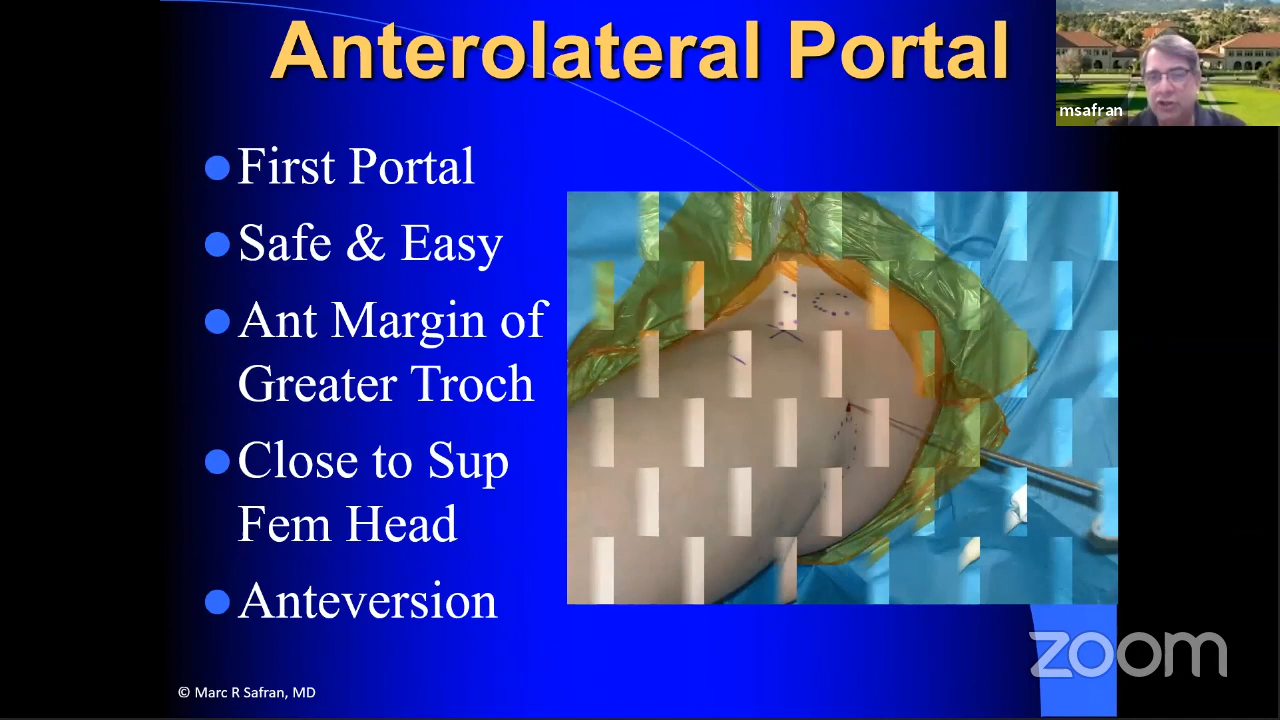 Anterolateral Portal
msafran
First Portal
Safe & Easy
Ant Margin of
Greater Troch
Close to Sup
Fem Head
Anteversion
© Marc R Safran, MD
zoom